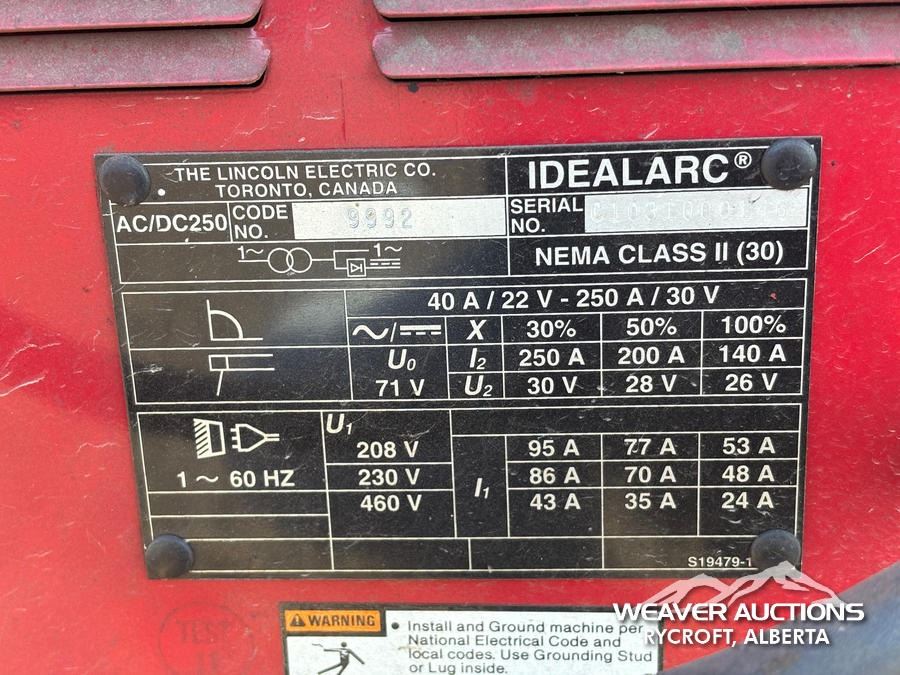 THE LINCOLN ELECTRIC CO.
TORONTO, CANADA
IDEALARC®
AC/DC250 CODE NO. 9992
SERIAL NO.
1~ 1~
NEMA CLASS II (30)
40 A / 22 V - 250 A / 30 V
X 30% 50% 100%
U0 I2 250 A 200 A 140 A
71 V U2 30 V 28 V 26 V
U1
208 V 95 A 77 A 53 A
1 ~ 60 HZ 230 V I1 86 A 70 A 48 A
460 V 43 A 35 A 24 A
S19479-1
WARNING
• Install and Ground machine per
National Electrical Code and
local codes. Use Grounding Stud
or Lug inside.
TEST
WEAVER AUCTIONS
RYCROFT, ALBERTA